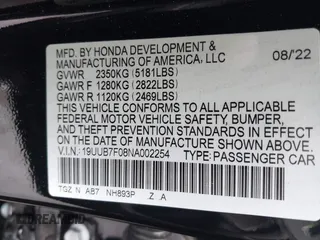 MFD. BY HONDA DEVELOPMENT &
MANUFACTURING OF AMERICA, LLC 08/22
GVWR 2350KG (5181LBS)
GAWR F 1280KG (2822LBS)
GAWR R 1120KG (2469LBS)
THIS VEHICLE CONFORMS TO ALL APPLICABLE
FEDERAL MOTOR VEHICLE SAFETY, BUMPER,
AND THEFT PREVENTION STANDARDS IN EFFECT
ON THE DATE OF MANUFACTURE SHOWN ABOVE.
V.I.N.: 19UUB7F08NA002254 TYPE: PASSENGER CAR
TGZ N AB7 NH893P Z A